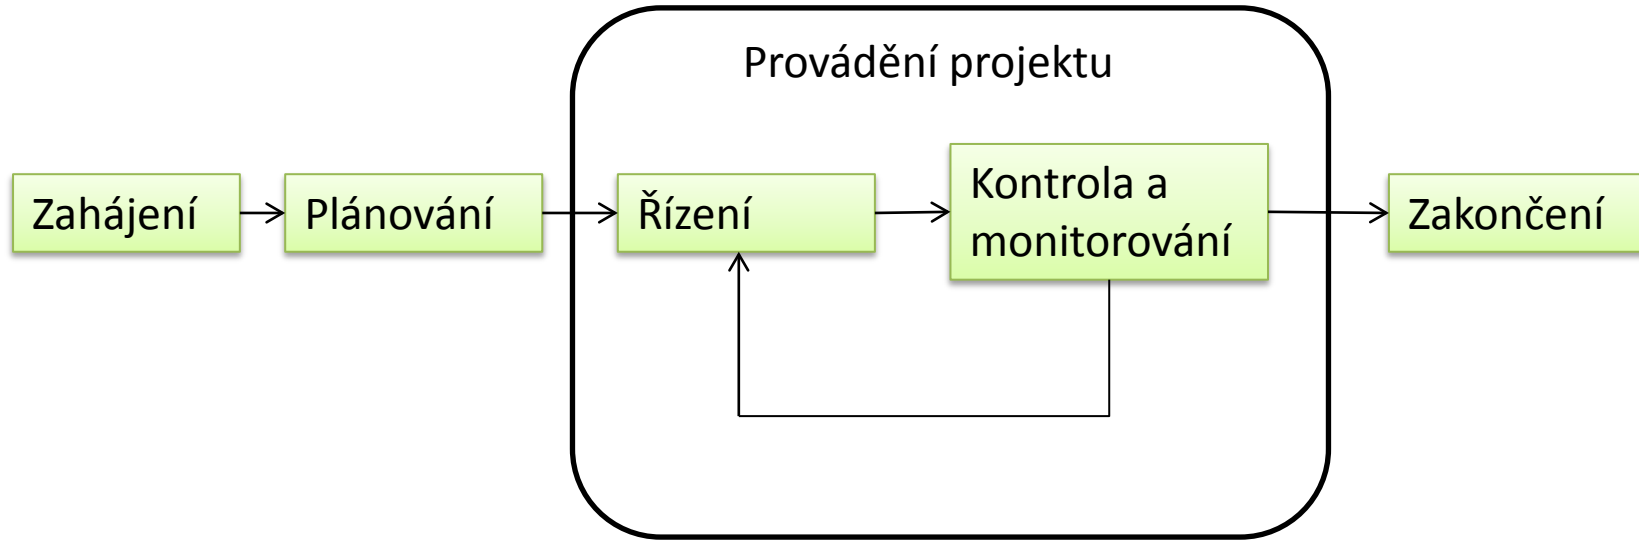 Provádění projektu
Zahájení
Plánování
Řízení
Kontrola a
monitorování
Zakončení